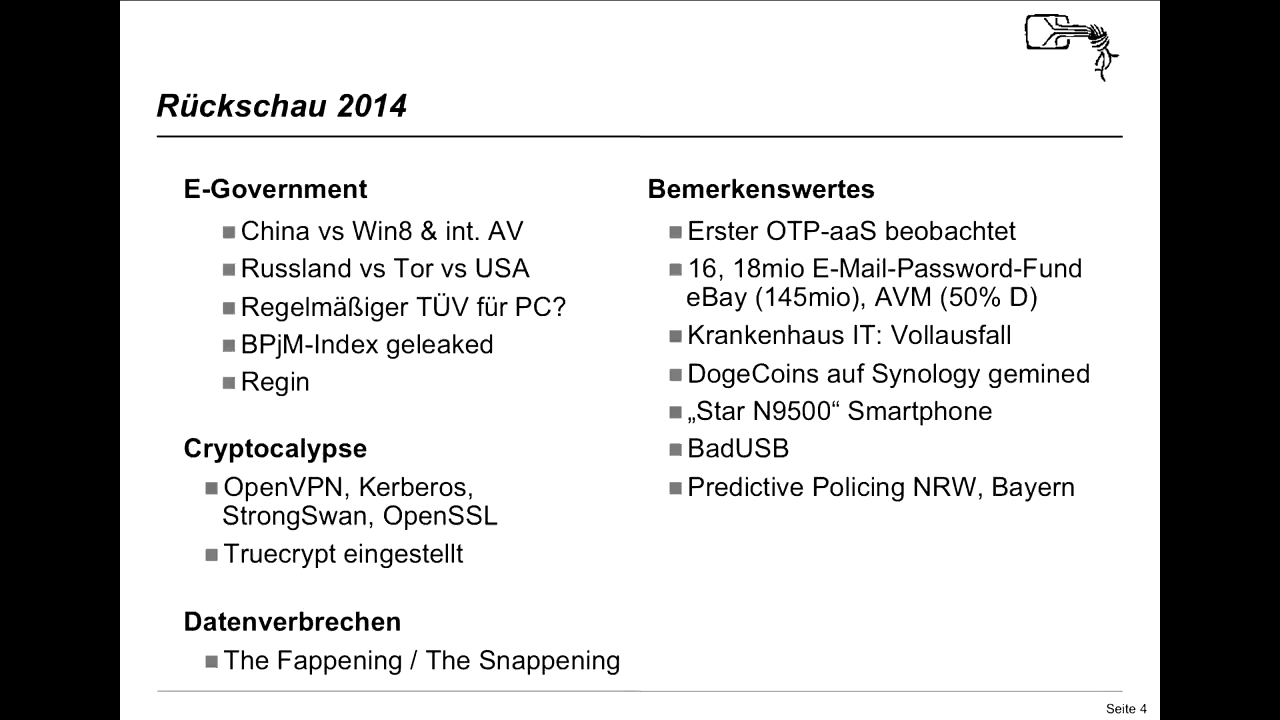 Rückschau 2014
E-Government
China vs Win8 & int. AV
Russland vs Tor vs USA
Regelmäßiger TÜV für PC?
BPjM-Index geleaked
Regin
Cryptocalypse
OpenVPN, Kerberos,
StrongSwan, OpenSSL
Truecrypt eingestellt
Datenverbrechen
The Fappening / The Snappening
Bemerkenswertes
Erster OTP-aaS beobachtet
16, 18mio E-Mail-Password-Fund
eBay (145mio), AVM (50% D)
Krankenhaus IT: Vollausfall
DogeCoins auf Synology gemined
„Star N9500“ Smartphone
BadUSB
Predictive Policing NRW, Bayern
Seite 4